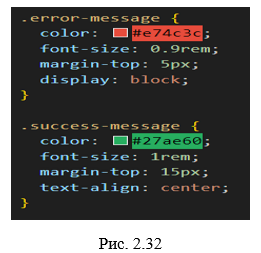 .error-message {
color: #e74c3c;
font-size: 0.9rem;
margin-top: 5px;
display: block;
}
.success-message {
color: #27ae60;
font-size: 1rem;
margin-top: 15px;
text-align: center;
}
Рис. 2.32